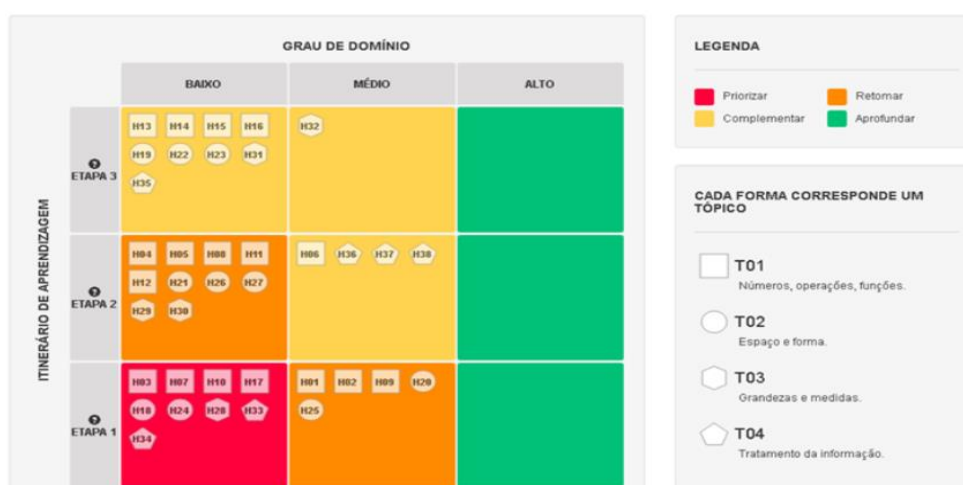 GRAU DE DOMÍNIO
BAIXO MÉDIO ALTO
ITINERÁRIO DE APRENDIZAGEM
ETAPA 3
H13 H14 H15 H16
H19 H22 H23 H31
H35
H32
ETAPA 2
H04 H05 H08 H11
H12 H21 H26 H27
H29 H30
H06 H36 H37 H38
ETAPA 1
H03 H07 H10 H17
H18 H24 H28 H33
H34
H01 H02 H09 H20
H25
LEGENDA
Priorizar Retomar
Complementar Aprofundar
CADA FORMA CORRESPONDE UM
TÓPICO
T01
Números, operações, funções.
T02
Espaço e forma.
T03
Grandezas e medidas.
T04
Tratamento da informação.